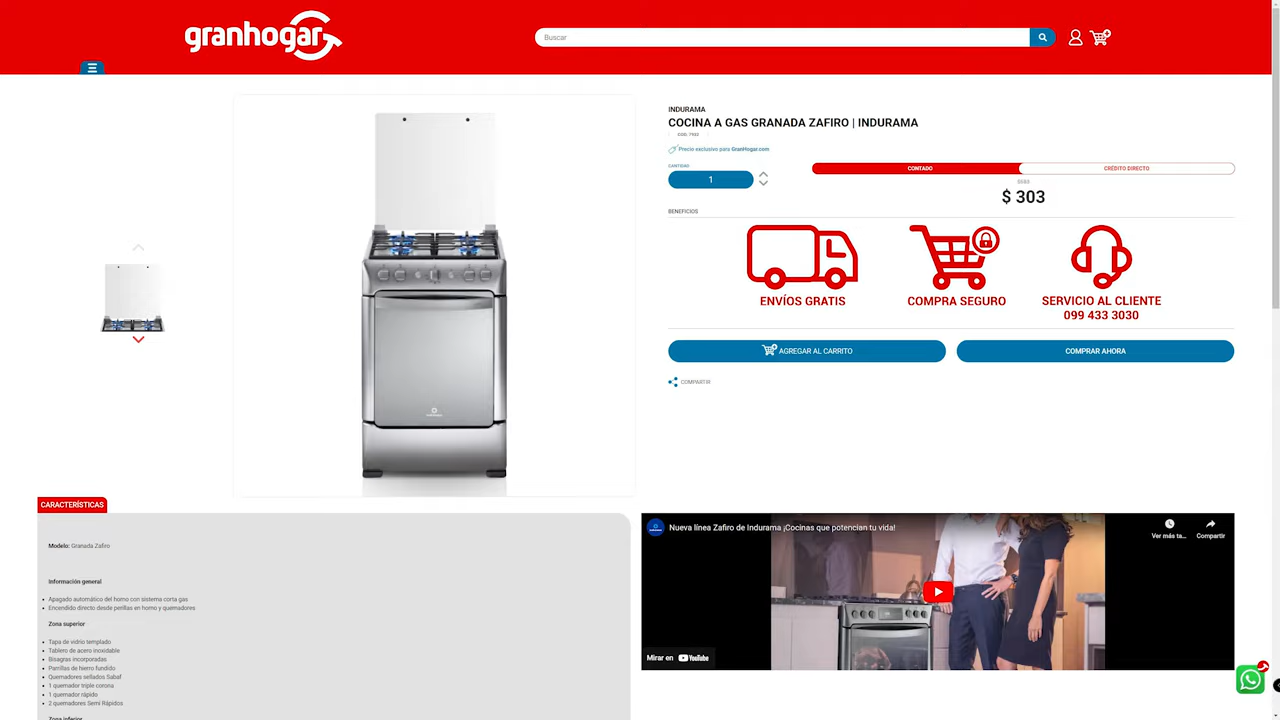 granhogar
Buscar
INDURAMA
COCINA A GAS GRANADA ZAFIRO | INDURAMA
Precio exclusivo para GranHogar.com
CANTIDAD
1
CONTADO
CRÉDITO DIRECTO
$ 303
BENEFICIOS
ENVÍOS GRATIS
COMPRA SEGURO
SERVICIO AL CLIENTE
099 433 3030
AGREGAR AL CARRITO
COMPRAR AHORA
COMPARTIR
CARACTERÍSTICAS
Modelo: Granada Zafiro
Información general
Apagado automático del horno con sistema corta gas
Encendido directo desde perillas en horno y quemadores
Zona superior
Tapa de vidrio templado
Tablero de acero inoxidable
Bisagras incorporadas
Parrillas de hierro fundido
Quemadores sellados Sabaf
1 quemador triple corona
1 quemador rápido
2 quemadores Semi Rápidos
Zona inferior
Nueva línea Zafiro de Indurama ¡Cocinas que potencian tu vida!
Ver más ta...
Compartir
Mirar en YouTube